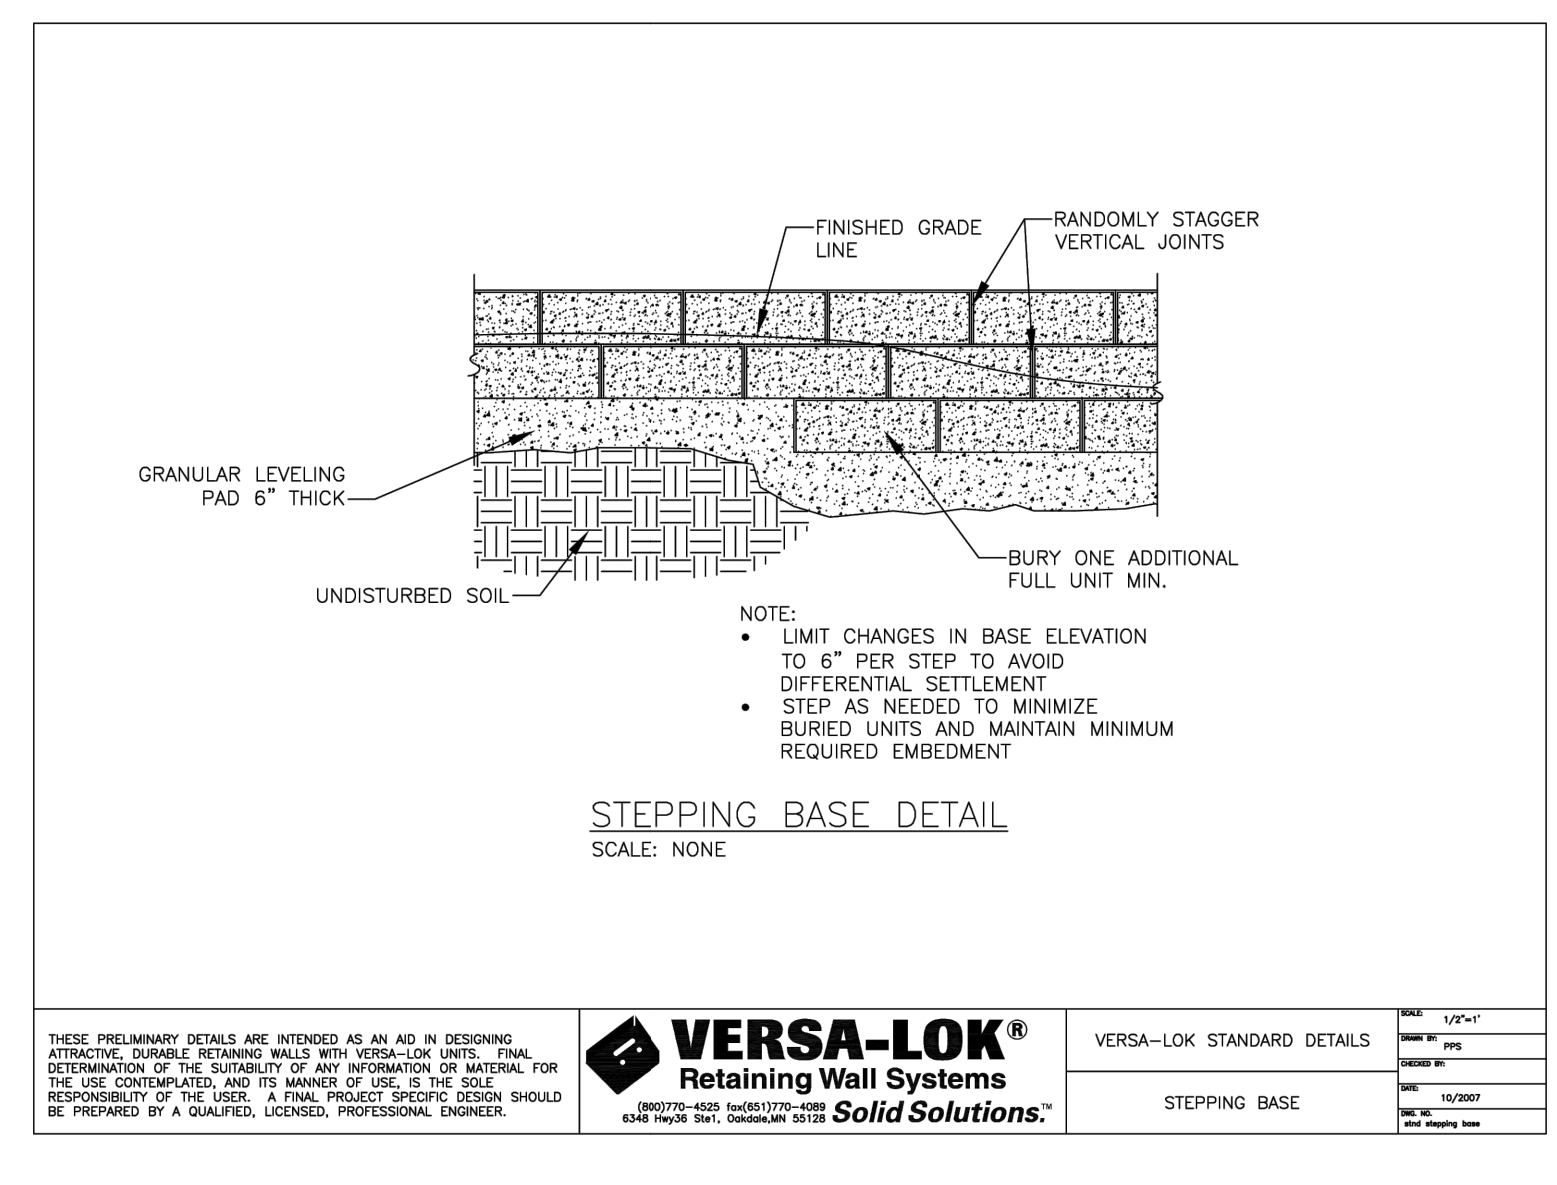 FINISHED GRADE
LINE
RANDOMLY STAGGER
VERTICAL JOINTS
GRANULAR LEVELING
PAD 6” THICK
UNDISTURBED SOIL
BURY ONE ADDITIONAL
FULL UNIT MIN.
NOTE:
• LIMIT CHANGES IN BASE ELEVATION
TO 6” PER STEP TO AVOID
DIFFERENTIAL SETTLEMENT
• STEP AS NEEDED TO MINIMIZE
BURIED UNITS AND MAINTAIN MINIMUM
REQUIRED EMBEDMENT
STEPPING BASE DETAIL
SCALE: NONE
THESE PRELIMINARY DETAILS ARE INTENDED AS AN AID IN DESIGNING
ATTRACTIVE, DURABLE RETAINING WALLS WITH VERSA-LOK UNITS. FINAL
DETERMINATION OF THE SUITABILITY OF ANY INFORMATION OR MATERIAL FOR
THE USE CONTEMPLATED, AND ITS MANNER OF USE, IS THE SOLE
RESPONSIBILITY OF THE USER. A FINAL PROJECT SPECIFIC DESIGN SHOULD
BE PREPARED BY A QUALIFIED, LICENSED, PROFESSIONAL ENGINEER.
VERSA-LOK®
Retaining Wall Systems
(800)770-4525 fax(651)770-4089
6348 Hwy36 Ste1, Oakdale,MN 55128
Solid Solutions.™
VERSA-LOK STANDARD DETAILS
STEPPING BASE
SCALE:
1/2"=1'
DRAWN BY:
PPS
CHECKED BY:
DATE:
10/2007
DWG. NO.
stnd stepping base